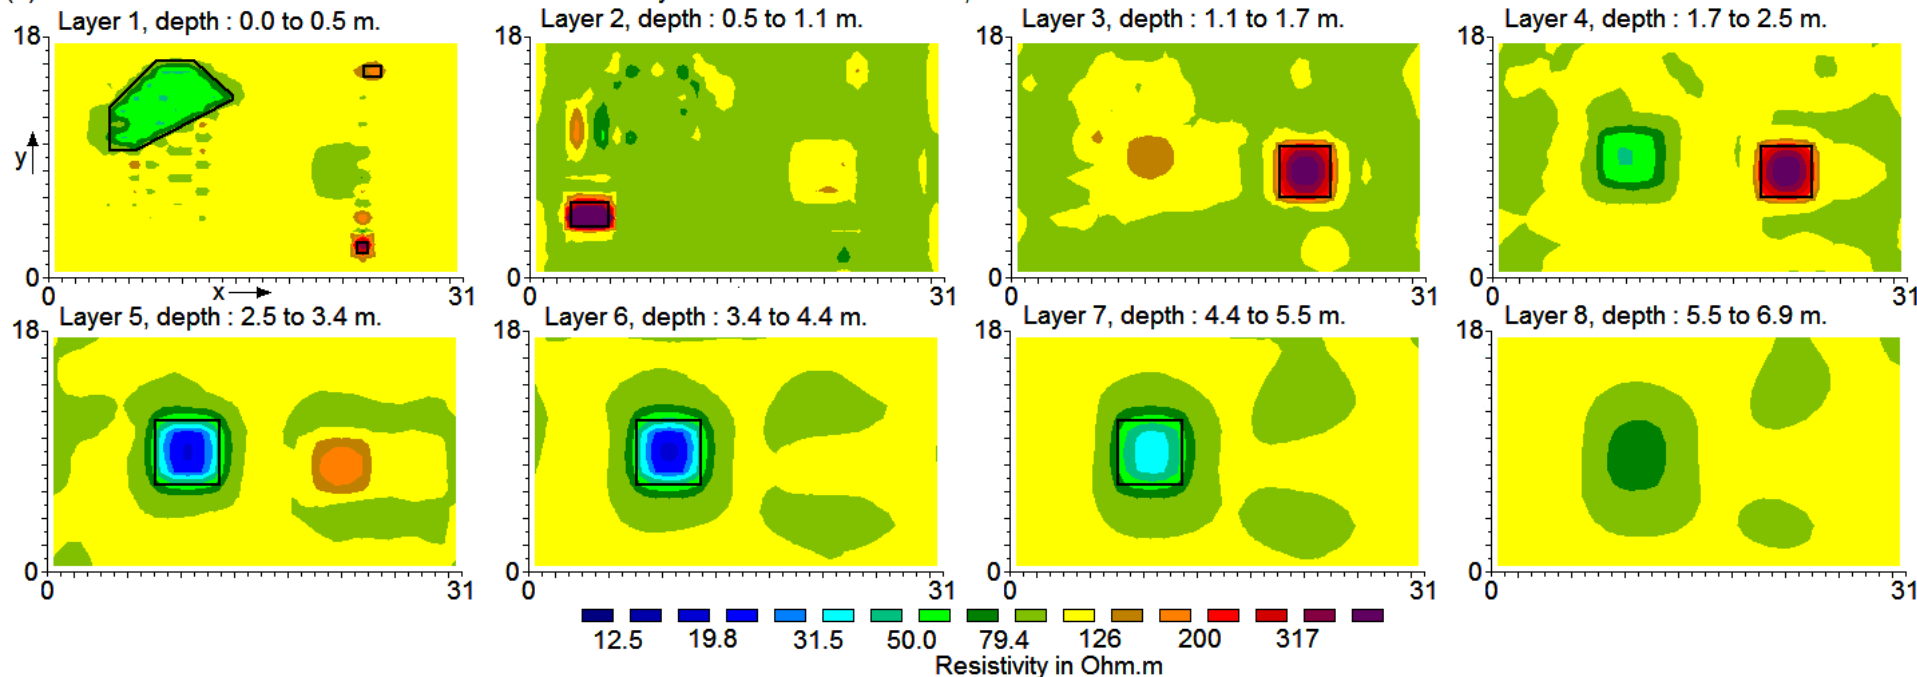 Layer 1, depth : 0.0 to 0.5 m.
Layer 2, depth : 0.5 to 1.1 m.
Layer 3, depth : 1.1 to 1.7 m.
Layer 4, depth : 1.7 to 2.5 m.
18
18
18
18
y
0
0
0
0
0
x
31
0
31
0
31
0
31
Layer 5, depth : 2.5 to 3.4 m.
Layer 6, depth : 3.4 to 4.4 m.
Layer 7, depth : 4.4 to 5.5 m.
Layer 8, depth : 5.5 to 6.9 m.
18
18
18
18
0
0
0
0
0
31
0
31
0
31
0
31
12.5 19.8 31.5 50.0 79.4 126 200 317
Resistivity in Ohm.m